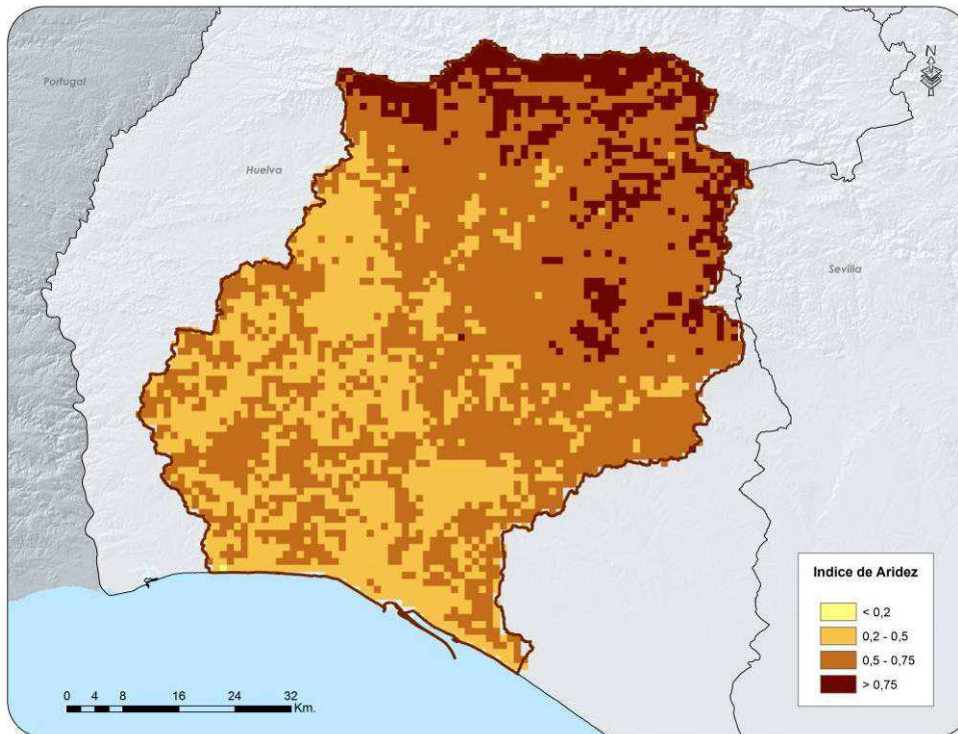 N
Portugal
Huelva
Sevilla
Indice de Aridez
< 0,2
0,2 - 0,5
0,5 - 0,75
> 0,75
0 2 4 8 16 24 32
Km.